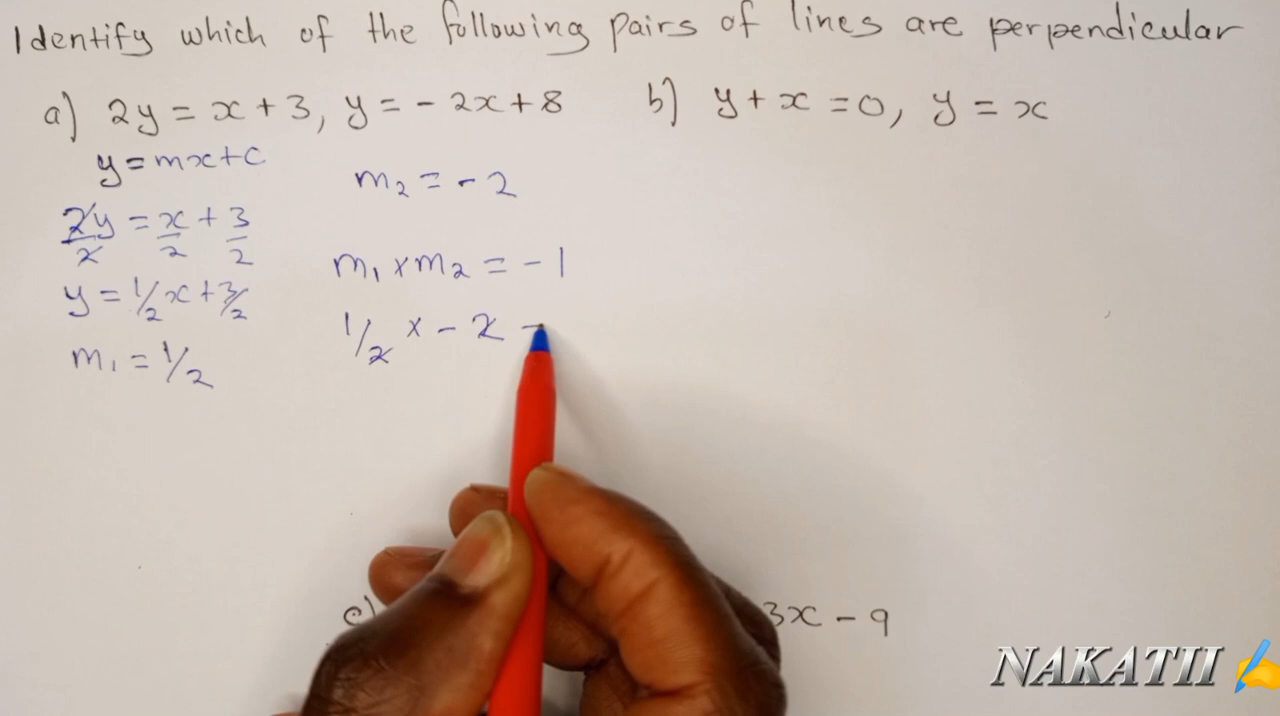 Identify which of the following pairs of lines are perpendicular
a) 2y = x + 3, y = - 2x + 8
b) y + x = 0, y = x
y = mx + c
2y/2 = x/2 + 3/2
y = 1/2 x + 3/2
m₁ = 1/2
m₂ = - 2
m₁ × m₂ = - 1
1/2 × - 2
c)
3x - 9
NAKATII